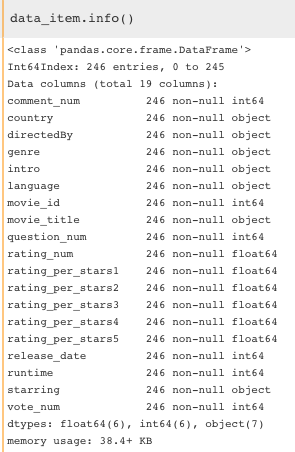 data_item.info()
<class 'pandas.core.frame.DataFrame'>
Int64Index: 246 entries, 0 to 245
Data columns (total 19 columns):
comment_num 246 non-null int64
country 246 non-null object
directedBy 246 non-null object
genre 246 non-null object
intro 246 non-null object
language 246 non-null object
movie_id 246 non-null int64
movie_title 246 non-null object
question_num 246 non-null int64
rating_num 246 non-null float64
rating_per_stars1 246 non-null float64
rating_per_stars2 246 non-null float64
rating_per_stars3 246 non-null float64
rating_per_stars4 246 non-null float64
rating_per_stars5 246 non-null float64
release_date 246 non-null int64
runtime 246 non-null int64
starring 246 non-null object
vote_num 246 non-null int64
dtypes: float64(6), int64(6), object(7)
memory usage: 38.4+ KB